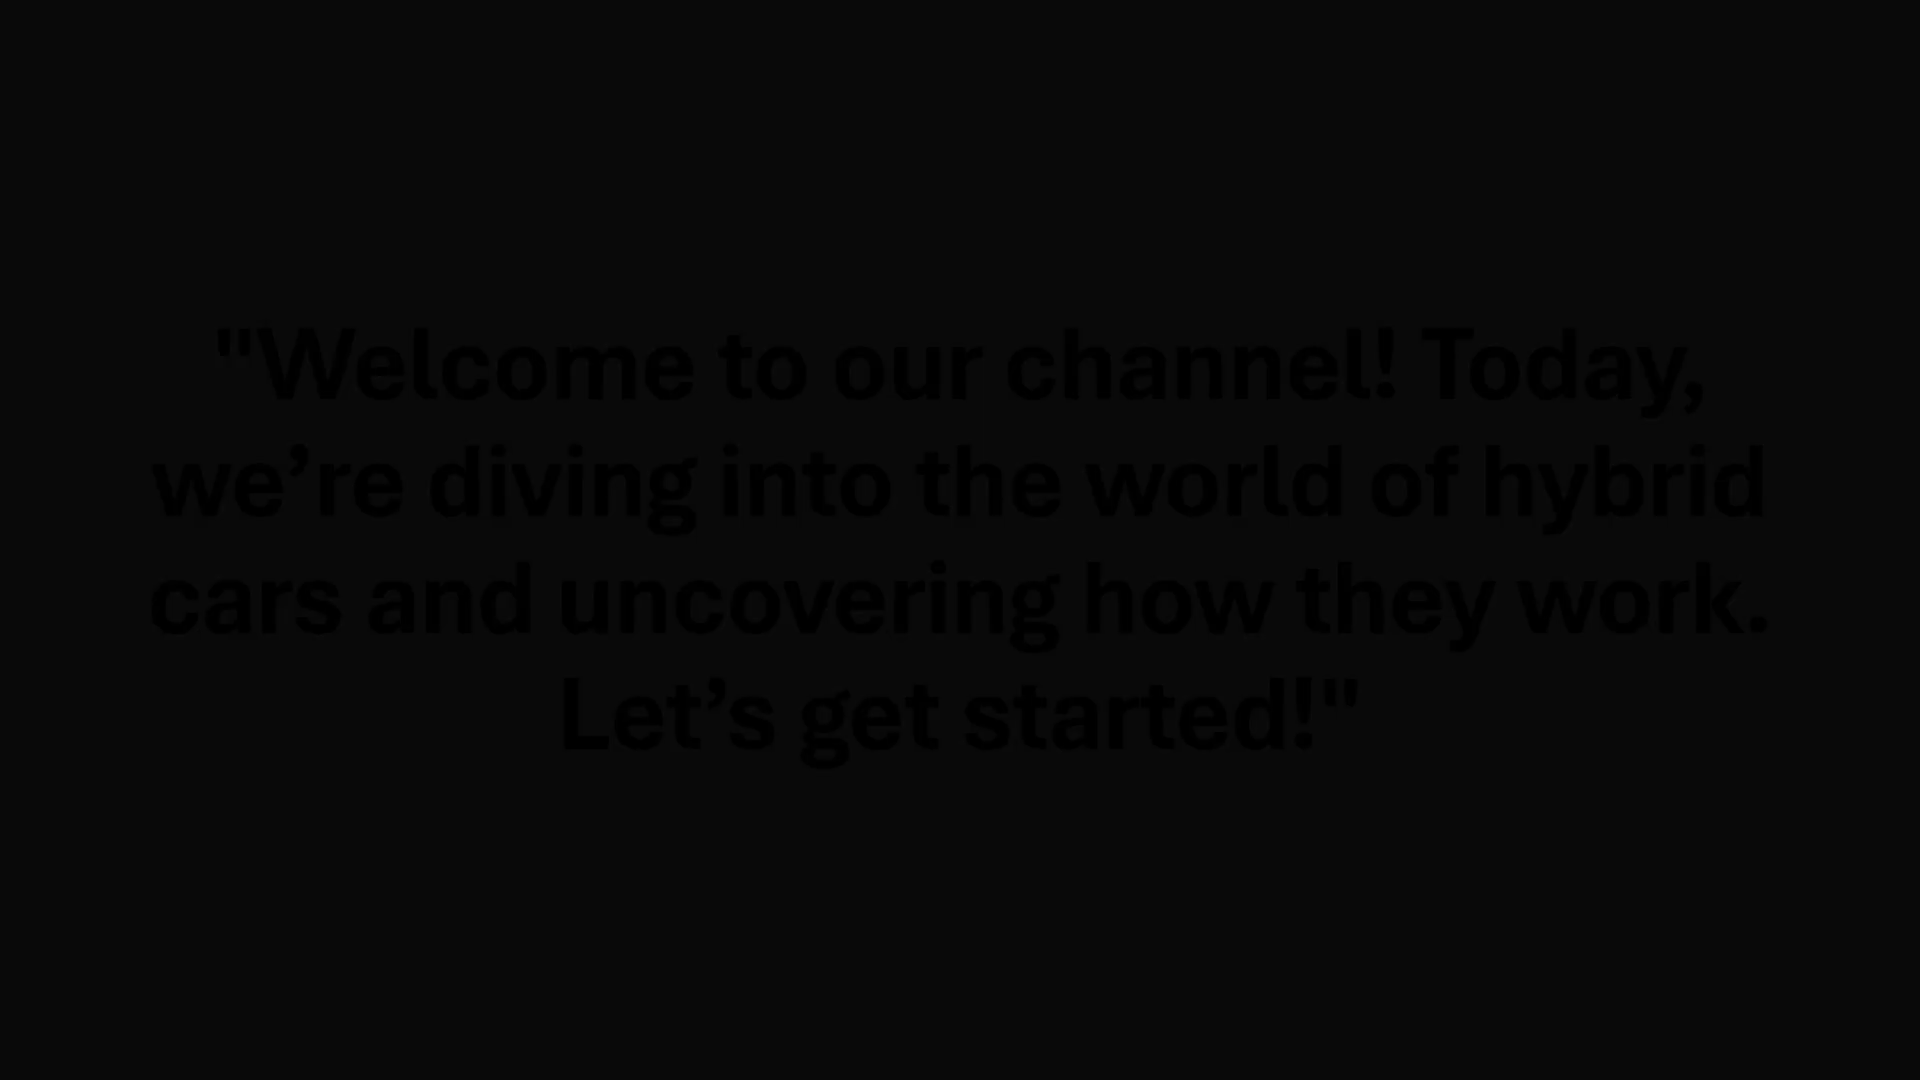 "Welcome to our channel! Today,
we’re diving into the world of hybrid
cars and uncovering how they work.
Let’s get started!"